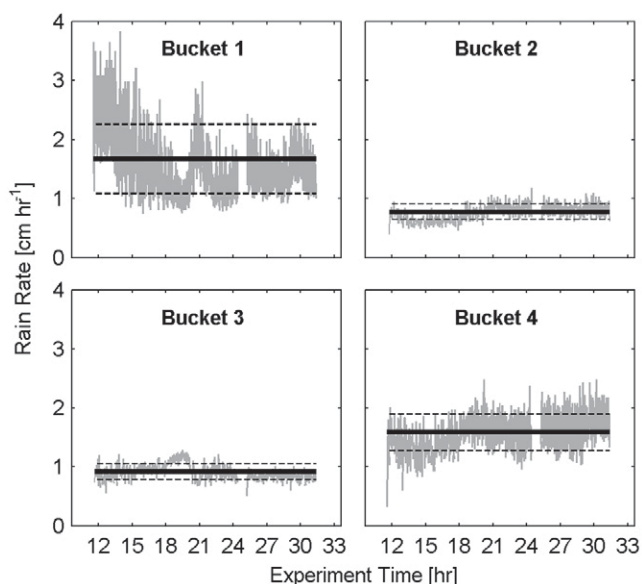 Bucket 1
Bucket 2
4
3
2
1
0
Bucket 3
Bucket 4
4
3
2
1
0
12 15 18 21 24 27 30 33
12 15 18 21 24 27 30 33
Rain Rate [cm hr⁻¹]
Experiment Time [hr]